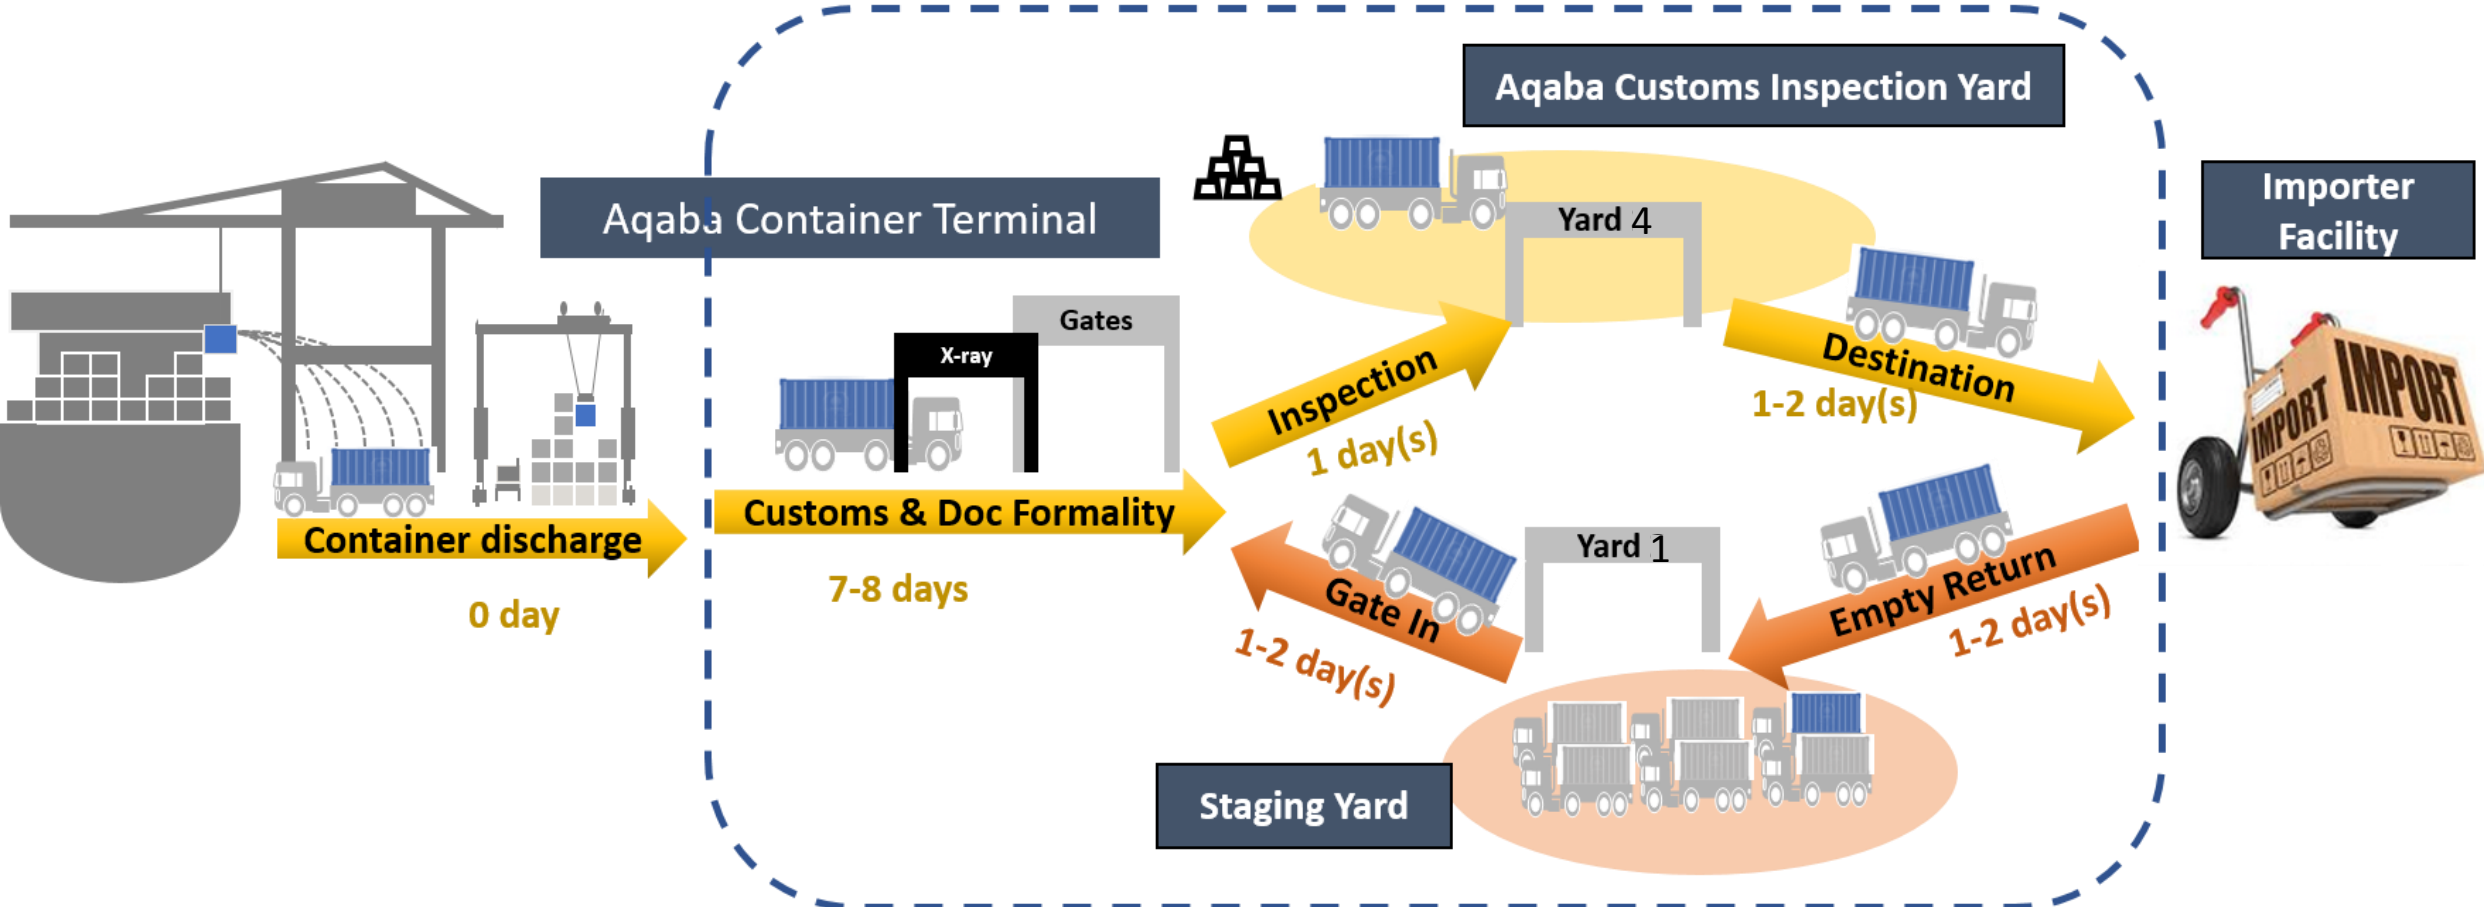 Aqaba Customs Inspection Yard
Importer
Facility
Aqaba Container Terminal
Yard 4
Gates
X-ray
Inspection
1 day(s)
Destination
1-2 day(s)
IMPORT
IMPORT
Container discharge
0 day
Customs & Doc Formality
7-8 days
Gate In
1-2 day(s)
Yard 1
Empty Return
1-2 day(s)
Staging Yard